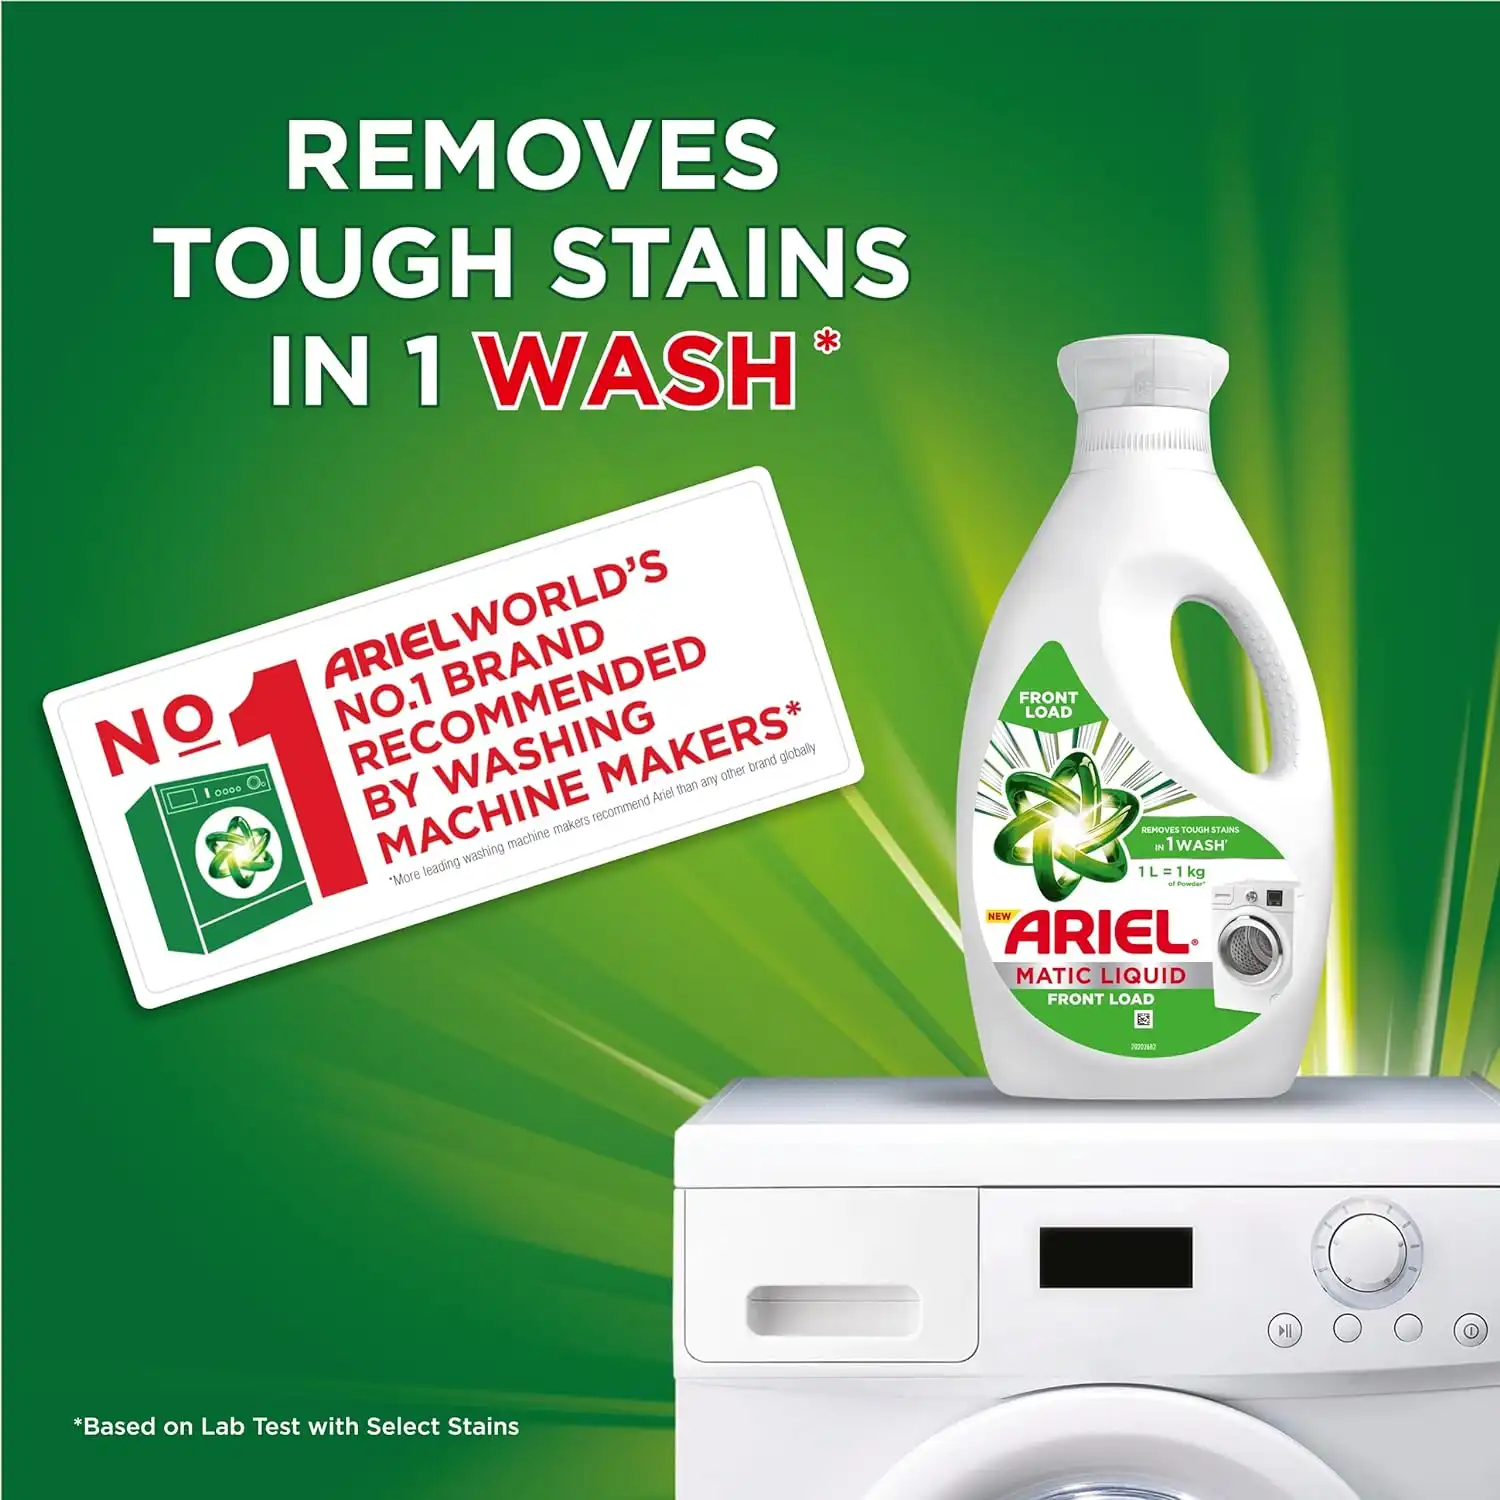 REMOVES
TOUGH STAINS
IN 1 WASH*
No 1
ARIEL WORLD'S
NO.1 BRAND
RECOMMENDED
BY WASHING
MACHINE MAKERS*
*More leading washing machine makers recommend Ariel than any other brand globally
FRONT
LOAD
REMOVES TOUGH STAINS
IN 1 WASH*
1 L = 1 kg
of Powder*
NEW ARIEL®
MATIC LIQUID
FRONT LOAD
20203682
*Based on Lab Test with Select Stains